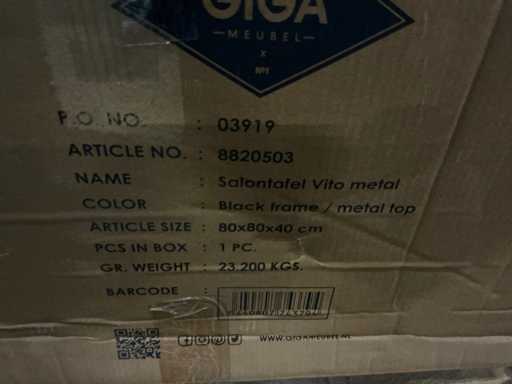 GIGA
—MEUBEL—
x
Nº1
P.O. NO. : 03919
ARTICLE NO. : 8820503
NAME : Salontafel Vito metal
COLOR : Black frame / metal top
ARTICLE SIZE : 80x80x40 cm
PCS IN BOX : 1 PC.
GR. WEIGHT : 23.200 KGS.
BARCODE :
WWW.GIGAMEUBEL.NL